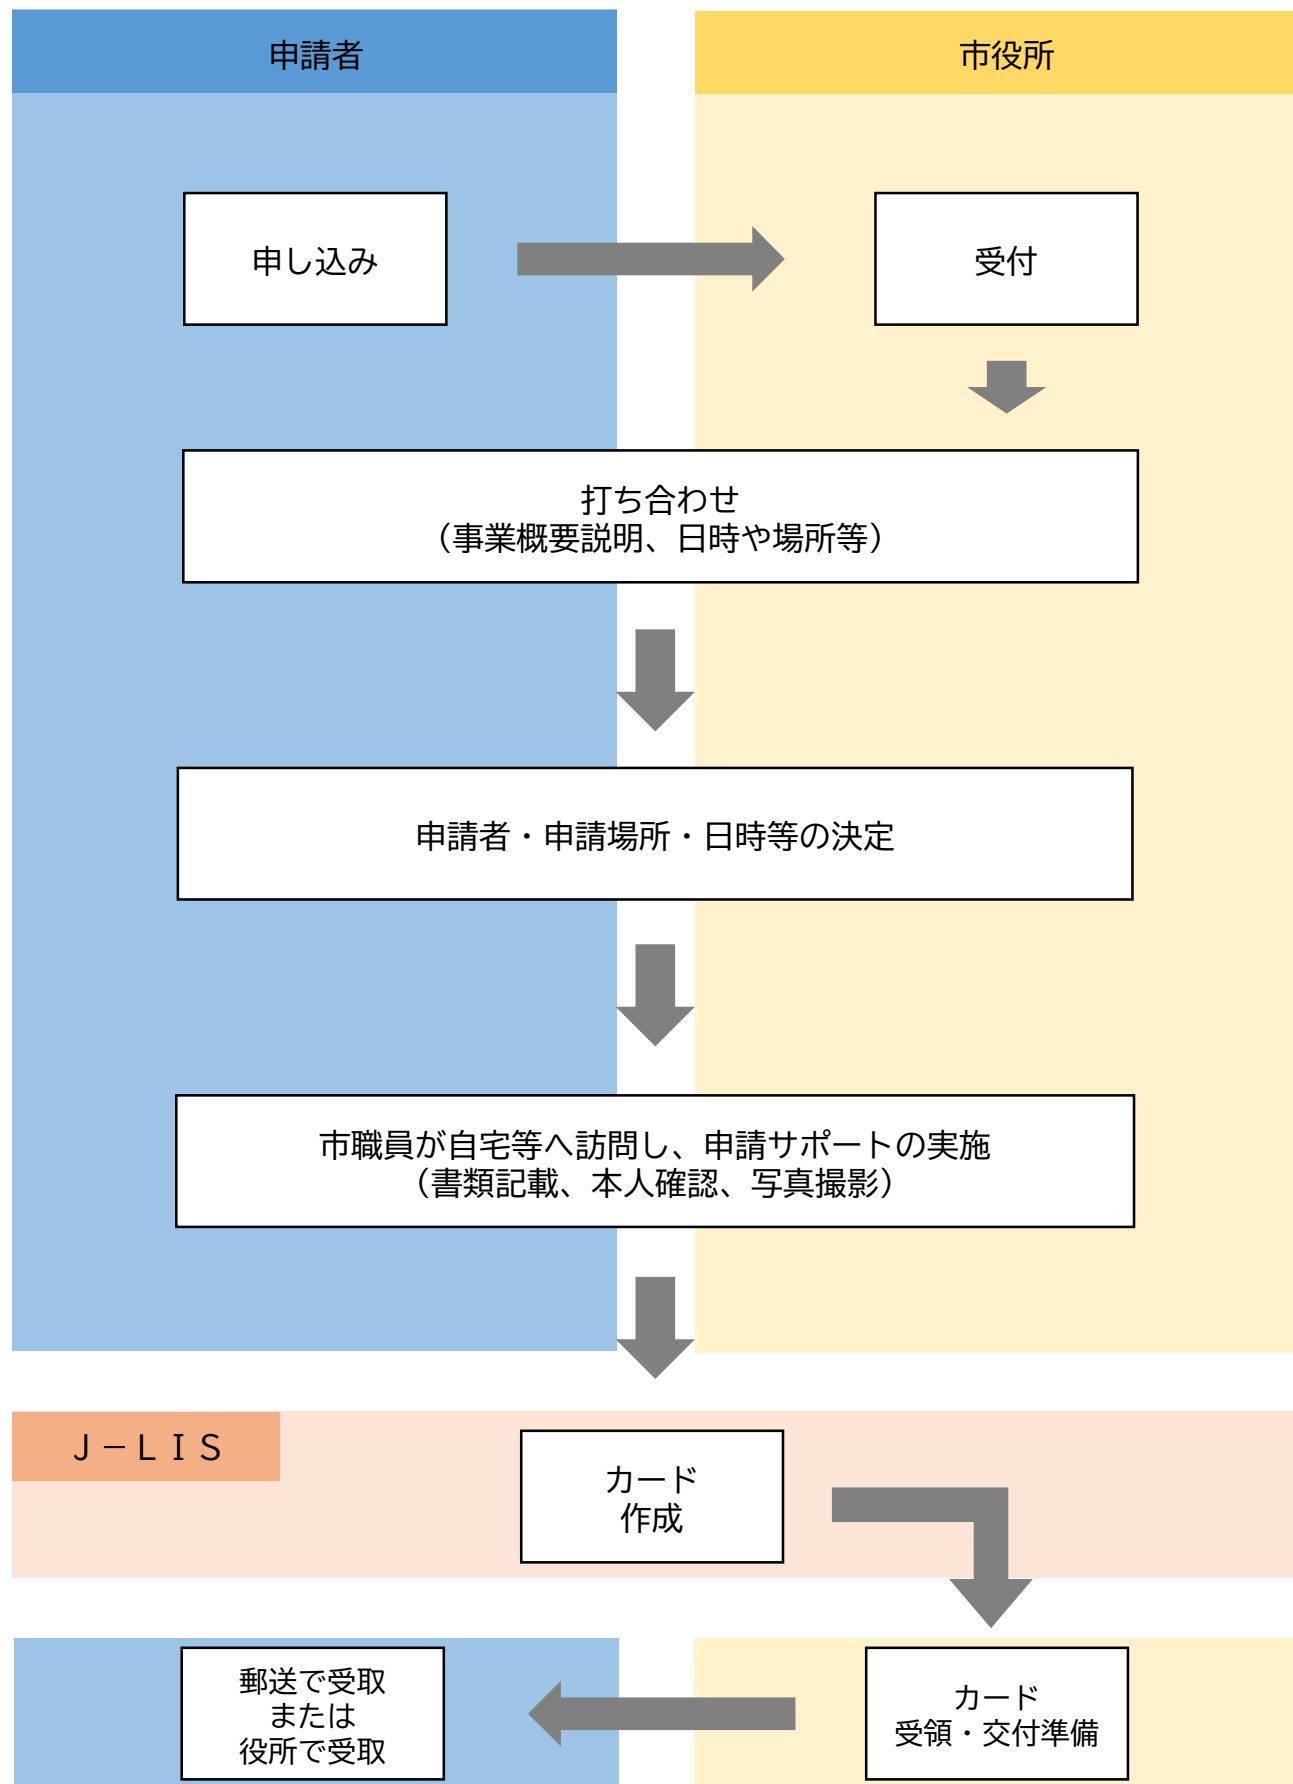 申請者
市役所
申し込み
受付
打ち合わせ
（事業概要説明、日時や場所等）
申請者・申請場所・日時等の決定
市職員が自宅等へ訪問し、申請サポートの実施
（書類記載、本人確認、写真撮影）
Ｊ－ＬＩＳ
カード
作成
郵送で受取
または
役所で受取
カード
受領・交付準備